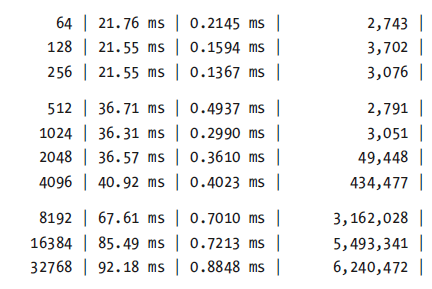 64 | 21.76 ms | 0.2145 ms | 2,743 |
128 | 21.55 ms | 0.1594 ms | 3,702 |
256 | 21.55 ms | 0.1367 ms | 3,076 |
512 | 36.71 ms | 0.4937 ms | 2,791 |
1024 | 36.31 ms | 0.2990 ms | 3,051 |
2048 | 36.57 ms | 0.3610 ms | 49,448 |
4096 | 40.92 ms | 0.4023 ms | 434,477 |
8192 | 67.61 ms | 0.7010 ms | 3,162,028 |
16384 | 85.49 ms | 0.7213 ms | 5,493,341 |
32768 | 92.18 ms | 0.8848 ms | 6,240,472 |